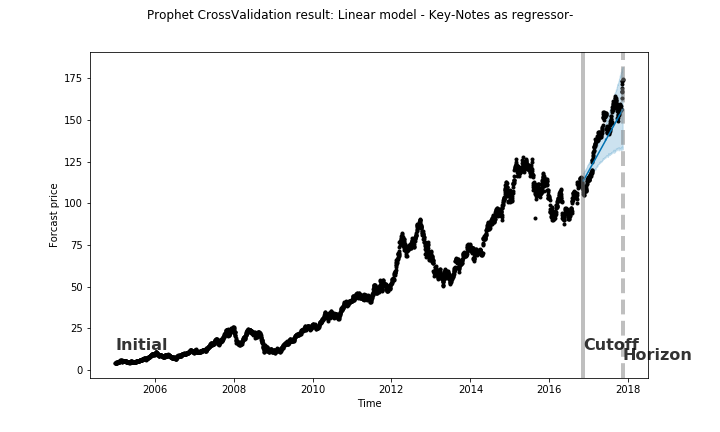 Prophet CrossValidation result: Linear model - Key-Notes as regressor-
175
150
125
100
75
50
25
0
Forcast price
Initial
Cutoff
Horizon
2006
2008
2010
2012
2014
2016
2018
Time